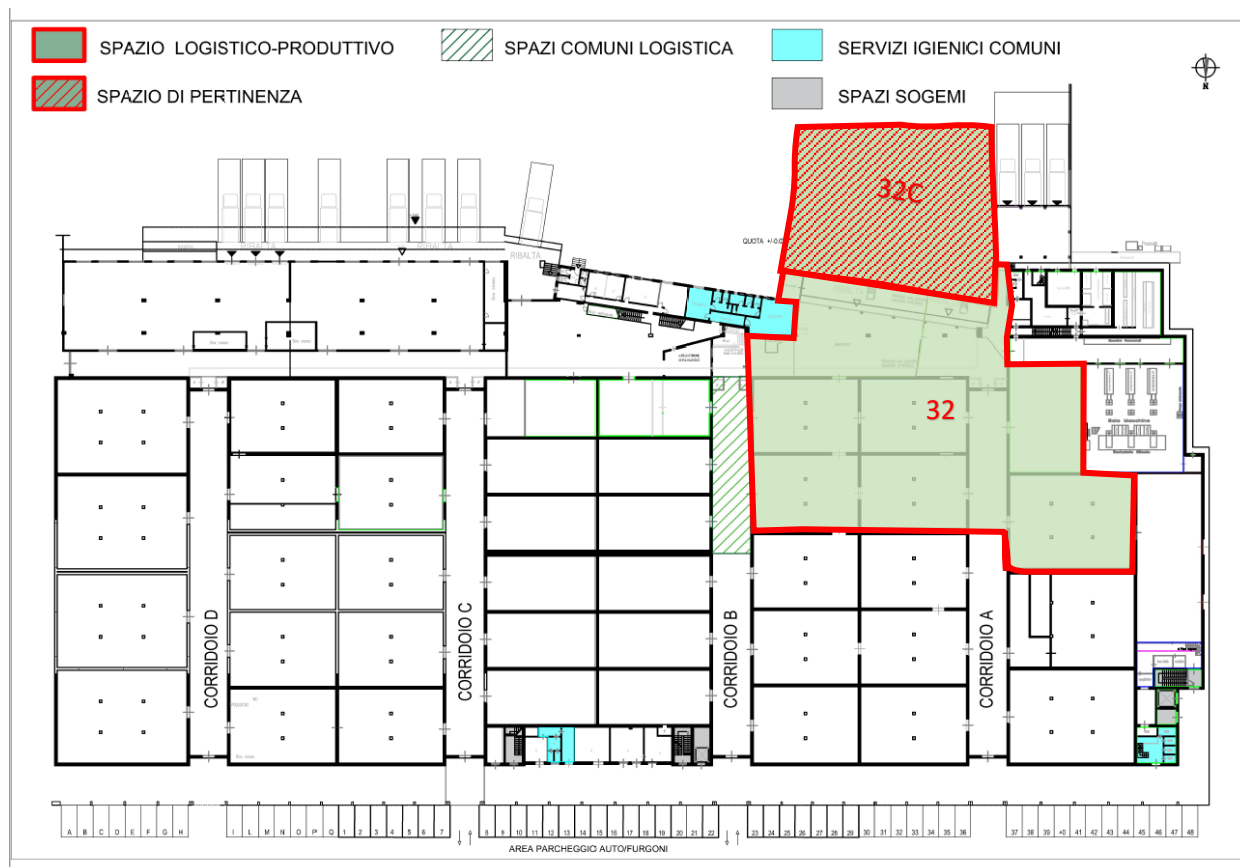 SPAZIO LOGISTICO-PRODUTTIVO
SPAZI COMUNI LOGISTICA
SERVIZI IGIENICI COMUNI
SPAZIO DI PERTINENZA
SPAZI SOGEMI
N
32C
QUOTA +/-0.0
RIBALTA
RIBALTA
RIBALTA
32
CORRIDOIO D
CORRIDOIO C
CORRIDOIO B
CORRIDOIO A
A B C D E F G H I L M N O P Q 1 2 3 4 5 6 7 8 9 10 11 12 13 14 15 16 17 18 19 20 21 22 23 24 25 26 27 28 29 30 31 32 33 34 35 36 37 38 39 40 41 42 43 44 45 46 47 48
AREA PARCHEGGIO AUTO/FURGONI